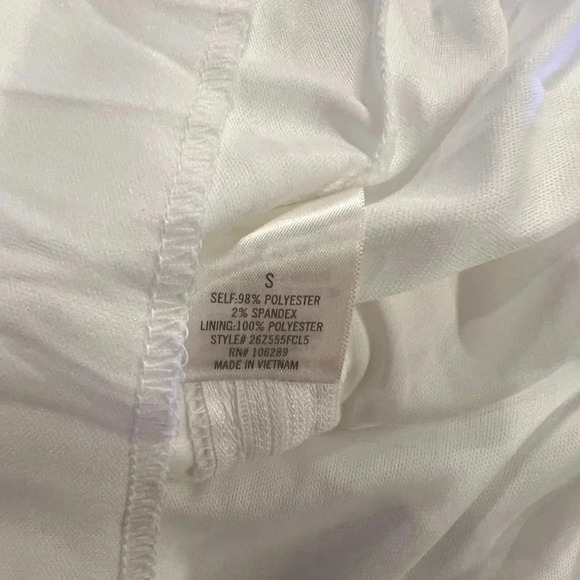 S
SELF:98% POLYESTER
2% SPANDEX
LINING:100% POLYESTER
STYLE# 26Z555FCL5
RN# 106289
MADE IN VIETNAM